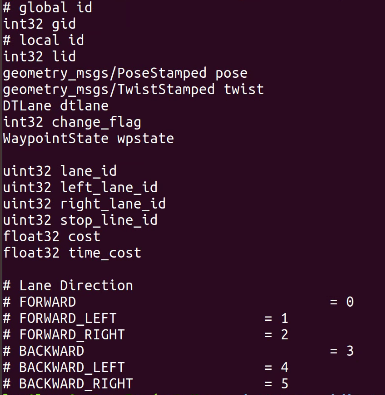 # global id
int32 gid
# local id
int32 lid
geometry_msgs/PoseStamped pose
geometry_msgs/TwistStamped twist
DTLane dtlane
int32 change_flag
WaypointState wpstate

uint32 lane_id
uint32 left_lane_id
uint32 right_lane_id
uint32 stop_line_id
float32 cost
float32 time_cost

# Lane Direction
# FORWARD = 0
# FORWARD_LEFT = 1
# FORWARD_RIGHT = 2
# BACKWARD = 3
# BACKWARD_LEFT = 4
# BACKWARD_RIGHT = 5